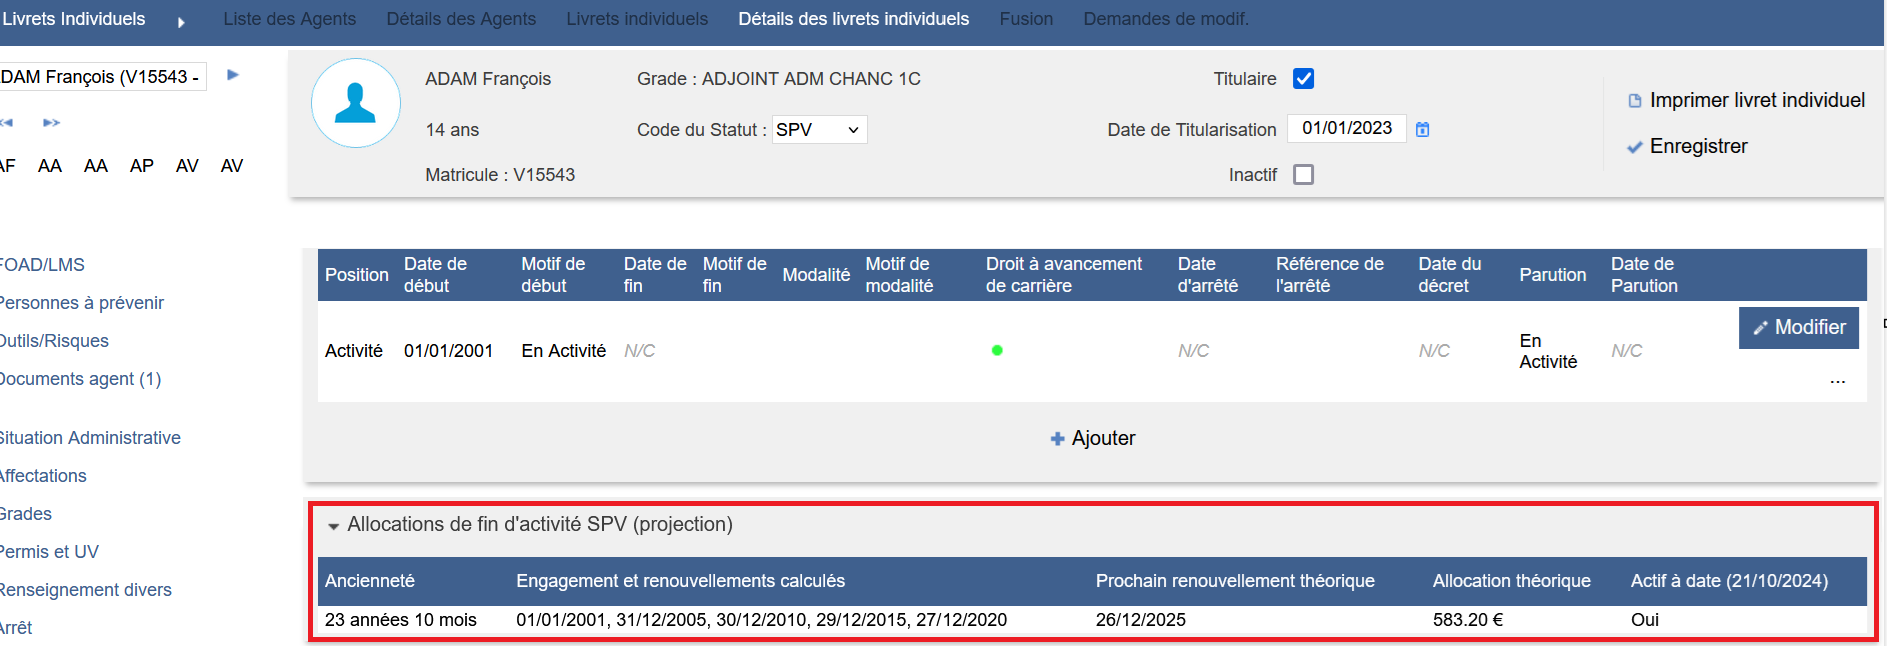 Livrets Individuels Liste des Agents Détails des Agents Livrets individuels Détails des livrets individuels Fusion Demandes de modif.
DAM François (V15543 -
AF AA AA AP AV AV
FOAD/LMS
Personnes à prévenir
Outils/Risques
Documents agent (1)
Situation Administrative
Affectations
Grades
Permis et UV
Renseignement divers
Arrêt
ADAM François
14 ans
Matricule : V15543
Grade : ADJOINT ADM CHANC 1C
Code du Statut : SPV
Titulaire
Date de Titularisation 01/01/2023
Inactif
Imprimer livret individuel
Enregistrer
Position Date de début Motif de début Date de fin Motif de fin Modalité Motif de modalité Droit à avancement de carrière Date d'arrêté Référence de l'arrêté Date du décret Parution Date de Parution
Activité 01/01/2001 En Activité N/C N/C N/C En Activité N/C Modifier
...
Ajouter
Allocations de fin d'activité SPV (projection)
Ancienneté Engagement et renouvellements calculés Prochain renouvellement théorique Allocation théorique Actif à date (21/10/2024)
23 années 10 mois 01/01/2001, 31/12/2005, 30/12/2010, 29/12/2015, 27/12/2020 26/12/2025 583.20 € Oui